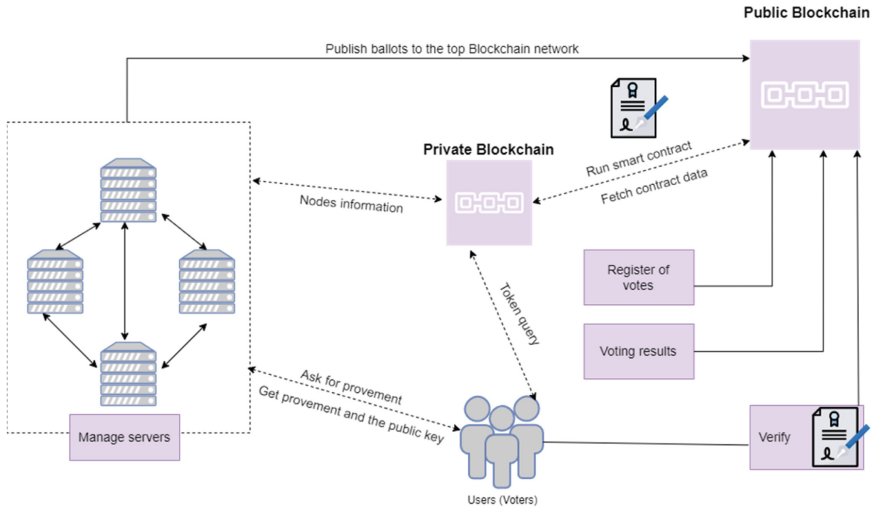 Public Blockchain
Publish ballots to the top Blockchain network
Private Blockchain
Run smart contract
Fetch contract data
Nodes information
Register of
votes
Token query
Voting results
Ask for provement
Get provement and the public key
Manage servers
Verify
Users (Voters)